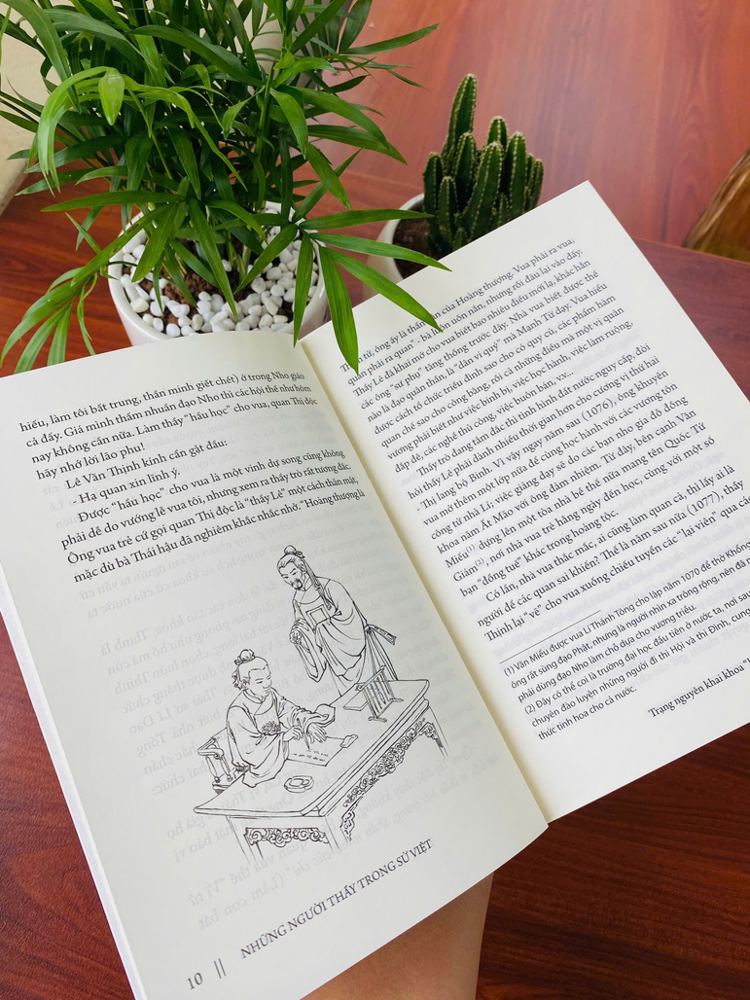 hiếu, làm tôi bất trung, thần minh giết chết) ở trong Nho giáo
cả đấy. Giá mình thấm nhuần đạo Nho thì các hội thề như hôm
nay không cần nữa. Làm thầy "hầu học" cho vua, quan Thị độc
hãy nhớ lời lão phu!
Lê Văn Thịnh kính cẩn gật đầu:
- Hạ quan xin lĩnh ý.
Được "hầu học" cho vua là một vinh dự song cũng không
phải dễ do vướng lễ vua tôi, nhưng xem ra thầy trò rất tương đắc.
Ông vua trẻ cứ gọi quan Thị độc là "thầy Lê" một cách thân mật,
mặc dù bà Thái hậu đã nghiêm khắc nhắc nhở: "Hoàng thượng là
10 || NHỮNG NGƯỜI THẦY TRONG SỬ VIỆT
tử, ông ấy là thần của Hoàng thượng. Vua phải ra vua,
quan phải ra quan" - bà hay uốn nắn, nhưng rồi đâu lại vào đấy.
Thầy Lê đã khai mở cho vua biết bao nhiêu điều mới lạ, khác hẳn
các ông "sư phụ" tăng thống trước đây. Nhà vua biết được thế
nào là đạo quân thần, là "dân vi quý" mà Mạnh Tử dạy. Vua hiểu
được cách tổ chức triều đình sao cho có quy củ, các phẩm hàm
quan chế sao cho công bằng, rồi cả những điều mà một vị quân
vương phải biết như việc binh bị, việc học hành, việc làm ruộng,
đắp đê, các nghề thủ công, việc buôn bán, vv...
Thầy trò đang tâm đắc thì tình hình đất nước nguy cấp, đòi
hỏi thầy Lê phải dành nhiều thời gian hơn cho cương vị thứ hai
- Thị lang bộ Binh. Vì vậy ngay năm sau (1076), ông khuyên
vua mở thêm một lớp nữa để cùng học hành với các vương tôn
công tử nhà Lí; việc giảng dạy sẽ do các bạn nho gia đỗ đồng
khoa năm Ất Mão với ông đảm nhiệm. Từ đấy, bên cạnh Văn
Miếu(1) dựng lên một tòa nhà bề thế nữa mang tên Quốc Tử
Giám(2), nơi nhà vua trẻ hằng ngày đến học, cùng với một số
bạn "đồng tuế" khác trong hoàng tộc.
Có lần, nhà vua thắc mắc, ai cũng làm quan cả, thì lấy ai là
người để các quan sai khiến? Thế là năm sau nữa (1077), thầy
Thịnh lại "vẽ" cho vua xuống chiếu tuyển các "lại viên" qua các
(1) Văn Miếu được vua Lí Thánh Tông cho lập năm 1070 để thờ Khổng
ông rất sùng đạo Phật, nhưng là người nhìn xa trông rộng, nên đã
phải dùng đạo Nho làm chỗ dựa cho vương triều.
(2) Đây có thể coi là trường đại học đầu tiên ở nước ta, nơi sau
chuyên đào luyện những người đi thi Hội và thi Đình, cung
thức tinh hoa cho cả nước.
Trạng nguyên khai khoa